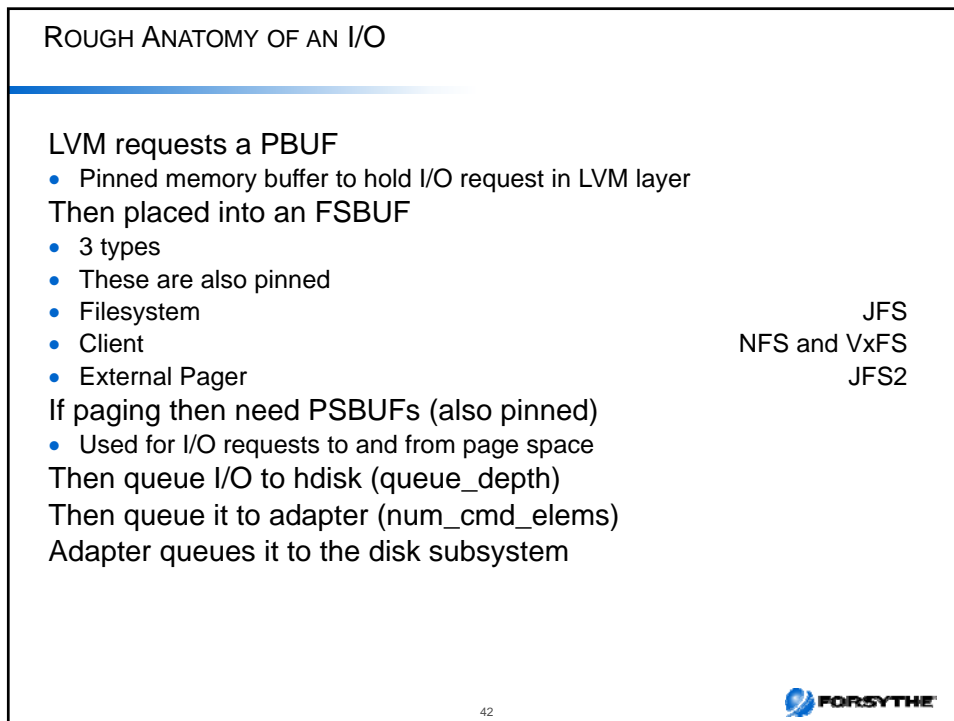 ROUGH ANATOMY OF AN I/O
LVM requests a PBUF
• Pinned memory buffer to hold I/O request in LVM layer
Then placed into an FSBUF
• 3 types
• These are also pinned
• Filesystem JFS
• Client NFS and VxFS
• External Pager JFS2
If paging then need PSBUFs (also pinned)
• Used for I/O requests to and from page space
Then queue I/O to hdisk (queue_depth)
Then queue it to adapter (num_cmd_elems)
Adapter queues it to the disk subsystem
42
FORSYTHE